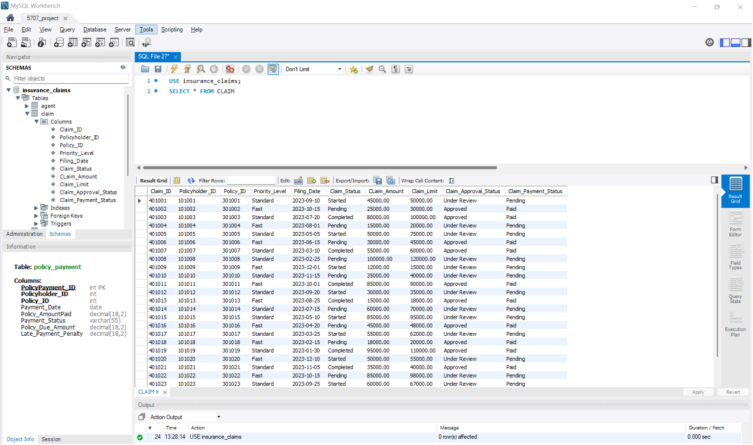 MySQL Workbench
5707_project
File Edit View Query Database Server Tools Scripting Help
Navigator
SCHEMAS
Filter objects
insurance_claims
Tables
agent
claim
Columns
Claim_ID
Policyholder_ID
Policy_ID
Priority_Level
Filing_Date
Claim_Status
CLaim_Amount
Claim_Limit
Claim_Approval_Status
Claim_Payment_Status
Indexes
Foreign Keys
Triggers
Administration Schemas
Information
Table: policy_payment
Columns:
PolicyPayment_ID int PK
Policyholder_ID int
Policy_ID int
Payment_Date date
Policy_AmountPaid decimal(18,2)
Payment_Status varchar(55)
Policy_Due_Amount decimal(18,2)
Late_Payment_Penalty decimal(18,2)
Object Info Session
SQL File 27*
Don't Limit
1 USE insurance_claims;
2 SELECT * FROM CLAIM
Result Grid Filter Rows: Edit: Export/Import: Wrap Cell Content:
Claim_ID Policyholder_ID Policy_ID Priority_Level Filing_Date Claim_Status CLaim_Amount Claim_Limit Claim_Approval_Status Claim_Payment_Status
401001 101001 301001 Standard 2023-09-10 Started 45000.00 50000.00 Under Review Pending
401002 101002 301002 Fast 2023-10-15 Pending 25000.00 30000.00 Approved Paid
401003 101003 301003 Standard 2023-07-20 Completed 80000.00 100000.00 Approved Paid
401004 101004 301004 Standard 2023-08-01 Pending 15000.00 20000.00 Under Review Pending
401005 101005 301005 Standard 2023-05-05 Started 50000.00 75000.00 Under Review Pending
401006 101006 301006 Fast 2023-06-15 Pending 30000.00 45000.00 Approved Paid
401007 101007 301007 Standard 2023-03-10 Completed 55000.00 60000.00 Approved Paid
401008 101008 301008 Standard 2023-02-25 Pending 100000.00 120000.00 Under Review Pending
401009 101009 301009 Fast 2023-12-01 Started 12000.00 15000.00 Under Review Pending
401010 101010 301010 Standard 2023-11-15 Pending 35000.00 40000.00 Under Review Pending
401011 101011 301011 Fast 2023-10-01 Completed 85000.00 90000.00 Approved Paid
401012 101012 301012 Standard 2023-09-20 Started 30000.00 35000.00 Under Review Pending
401013 101013 301013 Fast 2023-08-25 Completed 15000.00 18000.00 Approved Paid
401014 101014 301014 Standard 2023-07-15 Pending 60000.00 70000.00 Under Review Pending
401015 101015 301015 Standard 2023-05-10 Started 95000.00 100000.00 Under Review Pending
401016 101016 301016 Fast 2023-04-20 Pending 45000.00 48000.00 Approved Paid
401017 101017 301017 Standard 2023-03-25 Started 55000.00 62000.00 Under Review Pending
401018 101018 301018 Fast 2023-02-15 Pending 18000.00 20000.00 Approved Paid
401019 101019 301019 Standard 2023-01-30 Completed 95000.00 110000.00 Approved Paid
401020 101020 301020 Fast 2023-12-10 Started 50000.00 55000.00 Under Review Pending
401021 101021 301021 Standard 2023-11-05 Completed 35000.00 40000.00 Approved Paid
401022 101022 301022 Fast 2023-10-15 Pending 85000.00 98000.00 Under Review Pending
401023 101023 301023 Standard 2023-09-25 Started 60000.00 67000.00 Under Review Pending
Result Grid
Form Editor
Field Types
Query Stats
Execution Plan
CLAIM 6 Apply Revert
Output
Action Output
# Time Action Message Duration / Fetch
24 13:28:14 USE insurance_claims 0 row(s) affected 0.000 sec